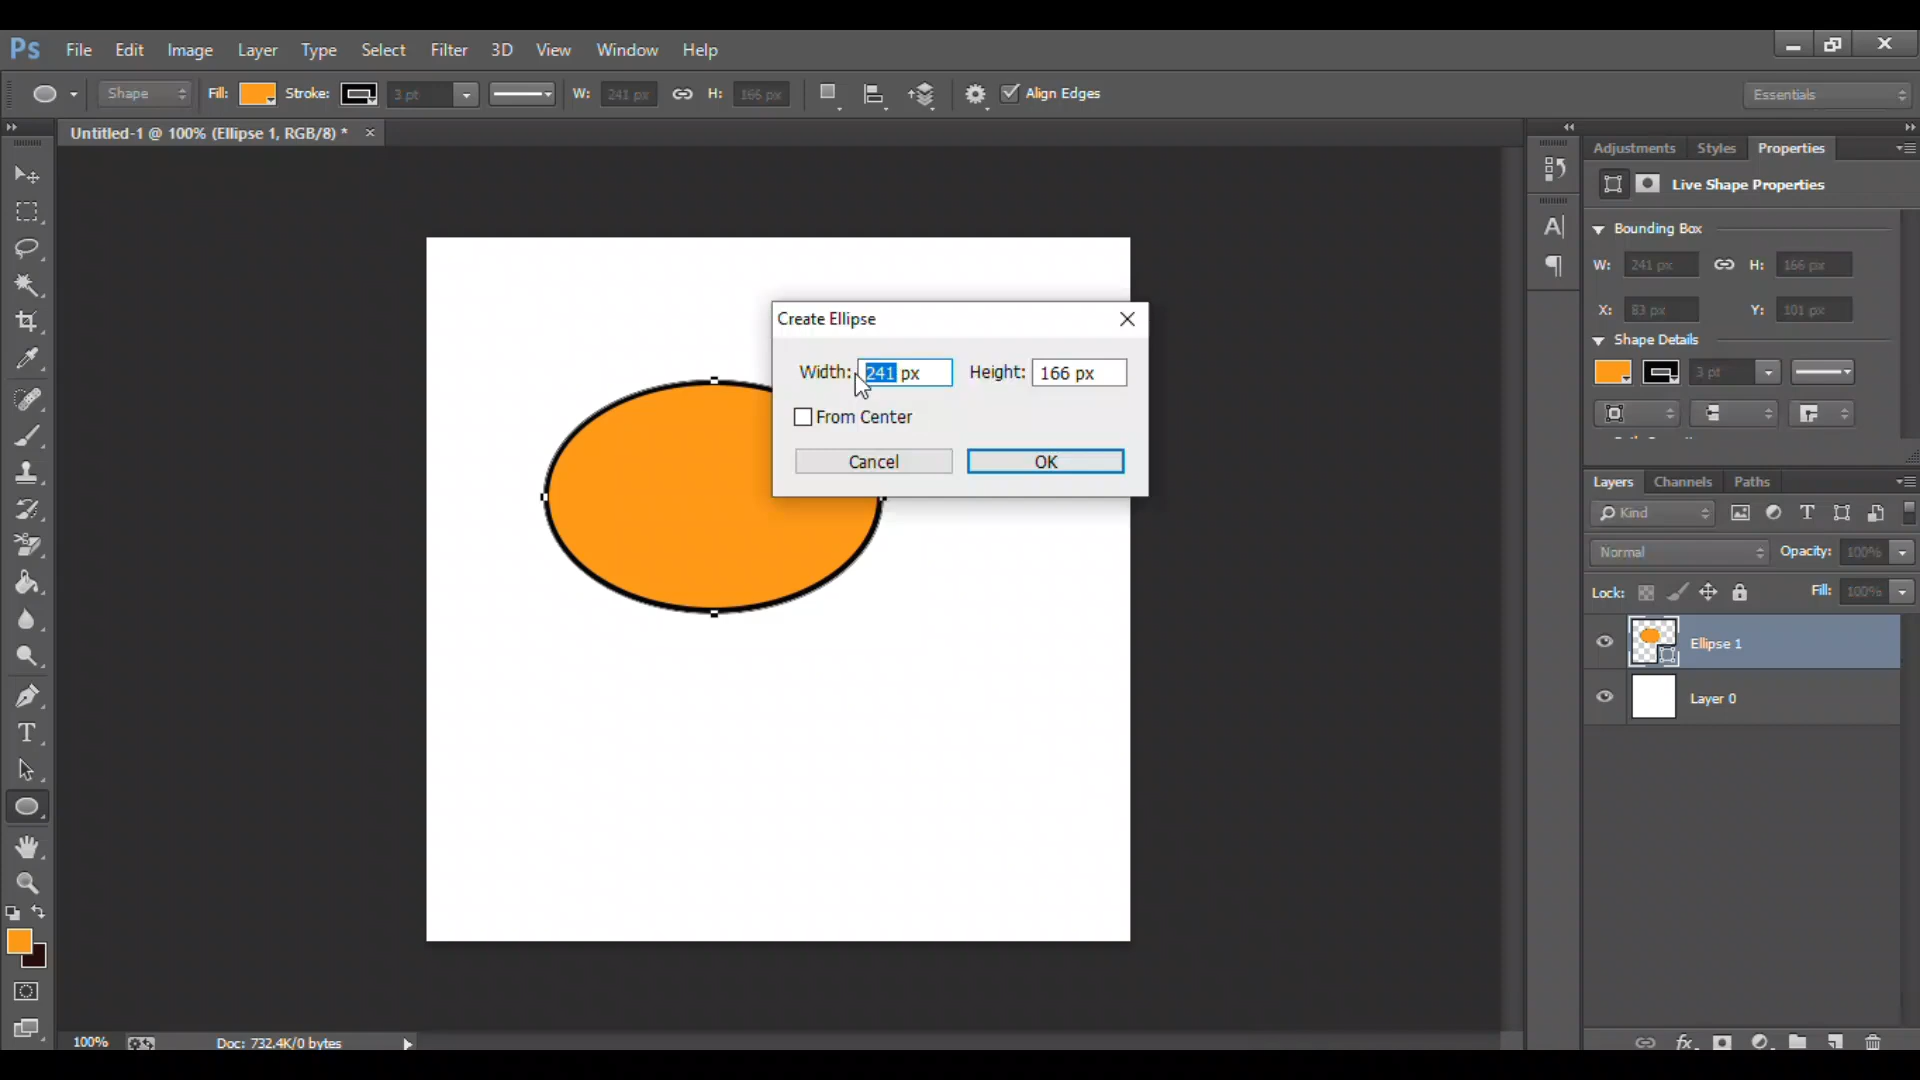 Ps File Edit Image Layer Type Select Filter 3D View Window Help
Shape Fill: Stroke: 3 pt W: 241 px H: 166 px Align Edges Essentials
Untitled-1 @ 100% (Ellipse 1, RGB/8) *
Adjustments Styles Properties
Live Shape Properties
Bounding Box
W: 241 px H: 166 px
X: 83 px Y: 101 px
Shape Details
3 pt
Create Ellipse
Width: 241 px Height: 166 px
From Center
Cancel OK
Layers Channels Paths
Kind
Normal Opacity: 100%
Lock: Fill: 100%
Ellipse 1
Layer 0
100% Doc: 732.4K/0 bytes